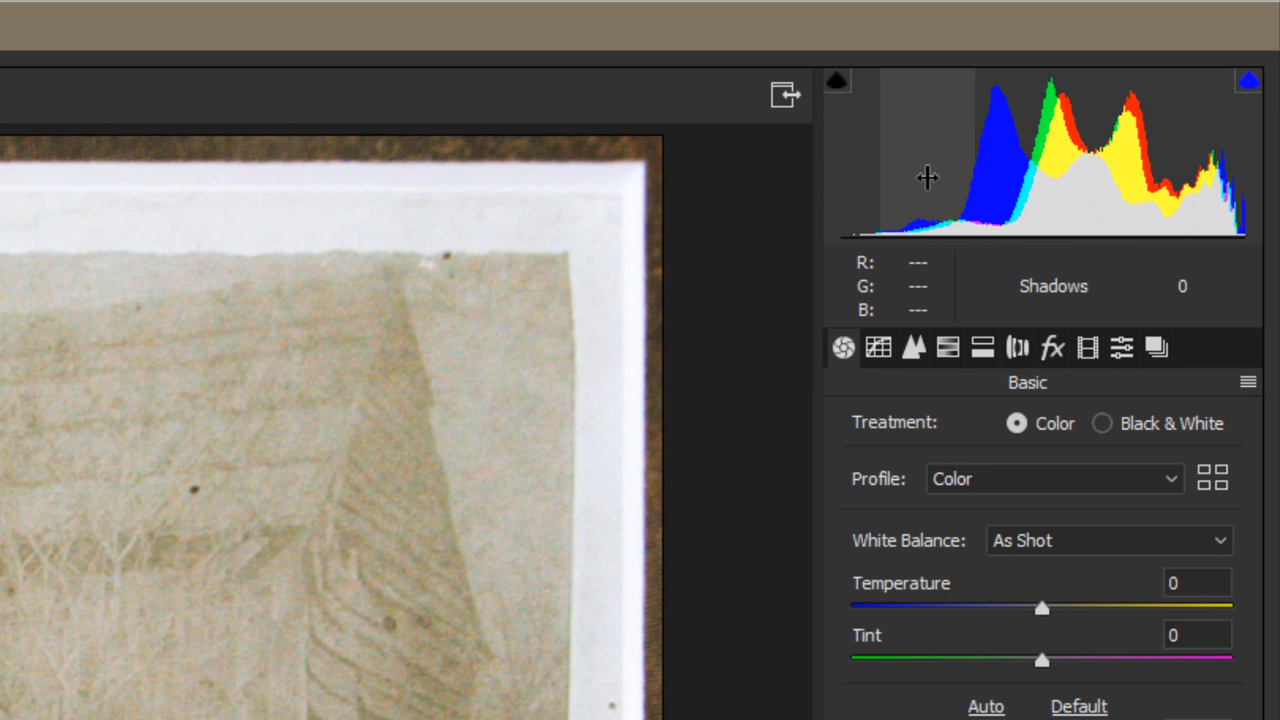 R: ---
G: ---
B: ---
Shadows 0
fx
Basic
Treatment: Color Black & White
Profile: Color
White Balance: As Shot
Temperature 0
Tint 0
Auto Default